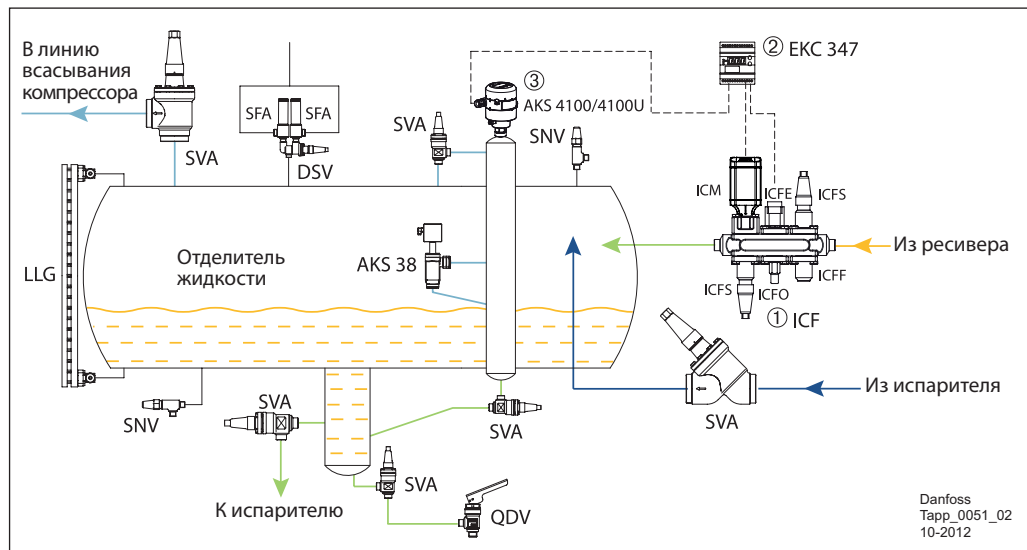 В линию
всасывания
компрессора
SVA
SFA
SFA
DSV
SVA
③
AKS 4100/4100U
SNV
② EKC 347
ICM
ICFE
ICFS
Из ресивера
LLG
Отделитель
жидкости
AKS 38
ICFS
ICFO
ICFF
① ICF
Из испарителя
SVA
SNV
SVA
SVA
SVA
К испарителю
QDV
Danfoss
Tapp_0051_02
10-2012